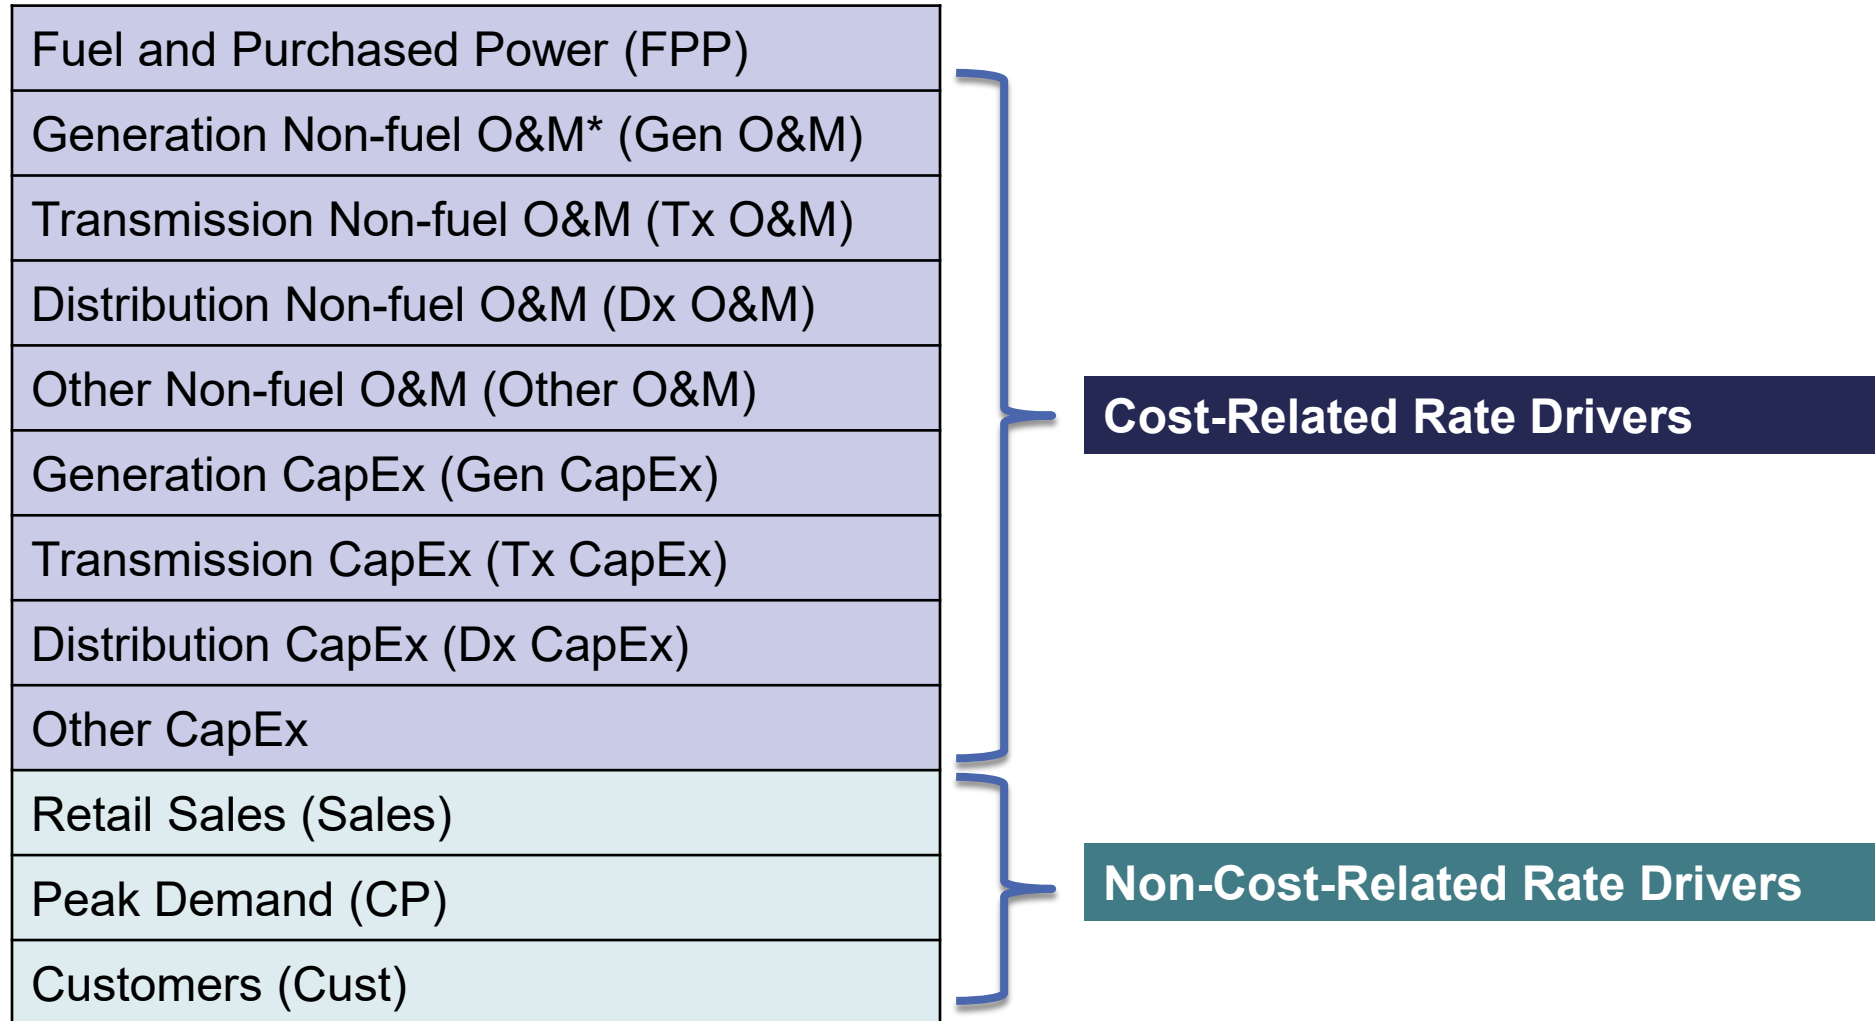 Fuel and Purchased Power (FPP)
Generation Non-fuel O&M* (Gen O&M)
Transmission Non-fuel O&M (Tx O&M)
Distribution Non-fuel O&M (Dx O&M)
Other Non-fuel O&M (Other O&M)
Generation CapEx (Gen CapEx)
Transmission CapEx (Tx CapEx)
Distribution CapEx (Dx CapEx)
Other CapEx
Retail Sales (Sales)
Peak Demand (CP)
Customers (Cust)
Cost-Related Rate Drivers
Non-Cost-Related Rate Drivers